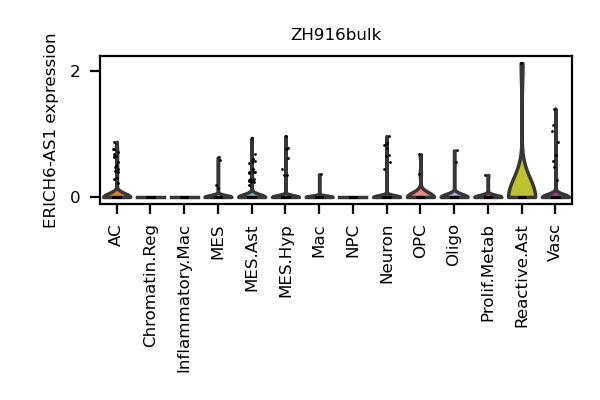 ZH916bulk
ERICH6-AS1 expression
2
0
AC
Chromatin.Reg
Inflammatory.Mac
MES
MES.Ast
MES.Hyp
Mac
NPC
Neuron
OPC
Oligo
Prolif.Metab
Reactive.Ast
Vasc